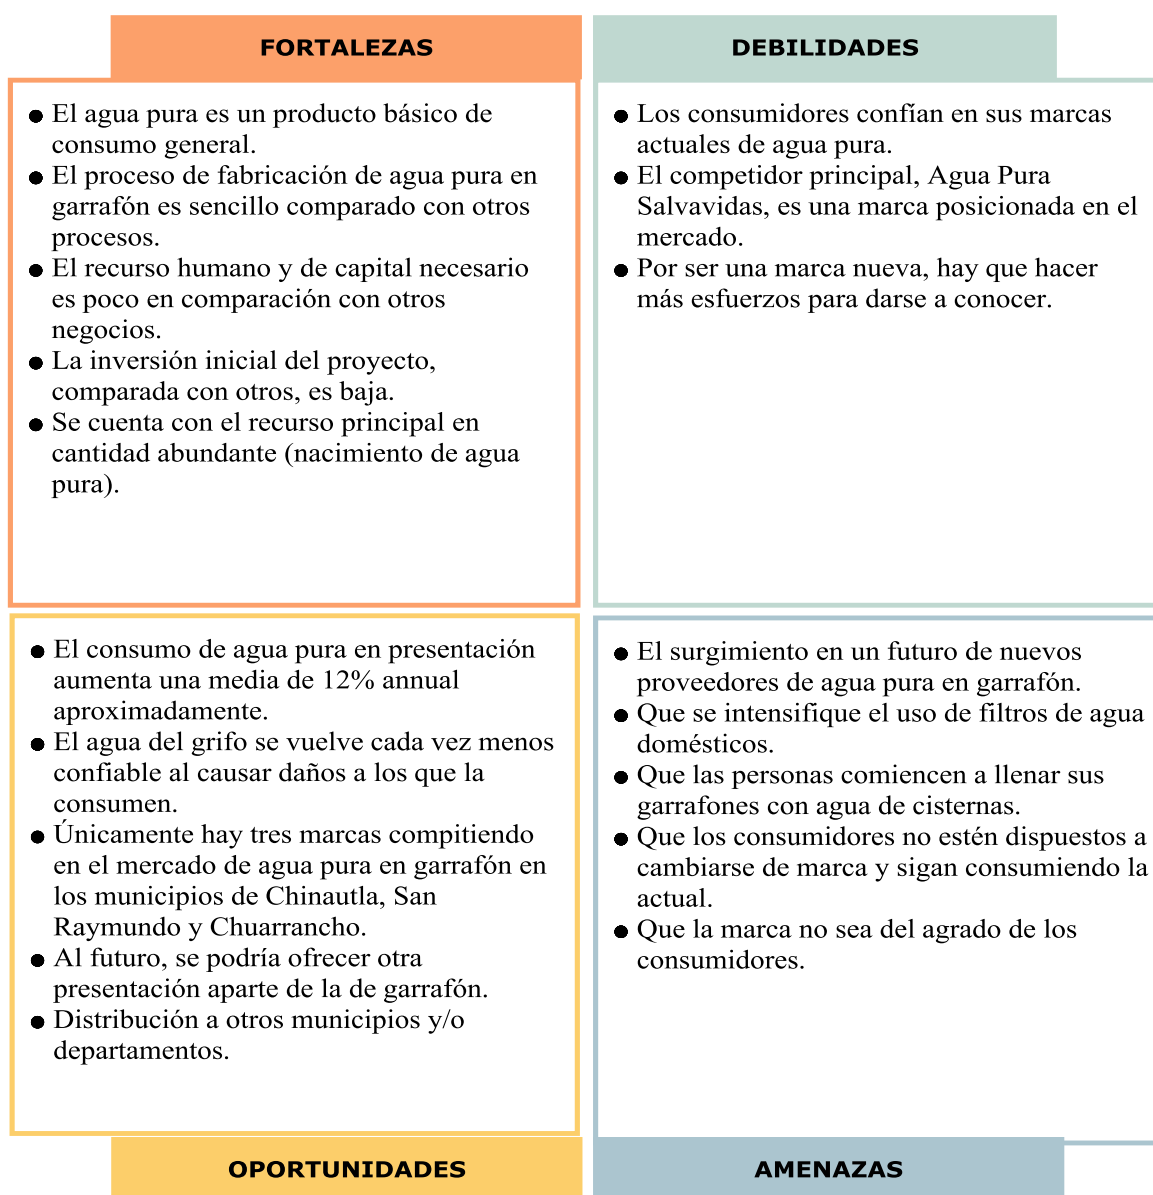 FORTALEZAS
● El agua pura es un producto básico de
consumo general.
● El proceso de fabricación de agua pura en
garrafón es sencillo comparado con otros
procesos.
● El recurso humano y de capital necesario
es poco en comparación con otros
negocios.
● La inversión inicial del proyecto,
comparada con otros, es baja.
● Se cuenta con el recurso principal en
cantidad abundante (nacimiento de agua
pura).
DEBILIDADES
● Los consumidores confían en sus marcas
actuales de agua pura.
● El competidor principal, Agua Pura
Salvavidas, es una marca posicionada en el
mercado.
● Por ser una marca nueva, hay que hacer
más esfuerzos para darse a conocer.
● El consumo de agua pura en presentación
aumenta una media de 12% annual
aproximadamente.
● El agua del grifo se vuelve cada vez menos
confiable al causar daños a los que la
consumen.
● Únicamente hay tres marcas compitiendo
en el mercado de agua pura en garrafón en
los municipios de Chinautla, San
Raymundo y Chuarrancho.
● Al futuro, se podría ofrecer otra
presentación aparte de la de garrafón.
● Distribución a otros municipios y/o
departamentos.
OPORTUNIDADES
● El surgimiento en un futuro de nuevos
proveedores de agua pura en garrafón.
● Que se intensifique el uso de filtros de agua
domésticos.
● Que las personas comiencen a llenar sus
garrafones con agua de cisternas.
● Que los consumidores no estén dispuestos a
cambiarse de marca y sigan consumiendo la
actual.
● Que la marca no sea del agrado de los
consumidores.
AMENAZAS